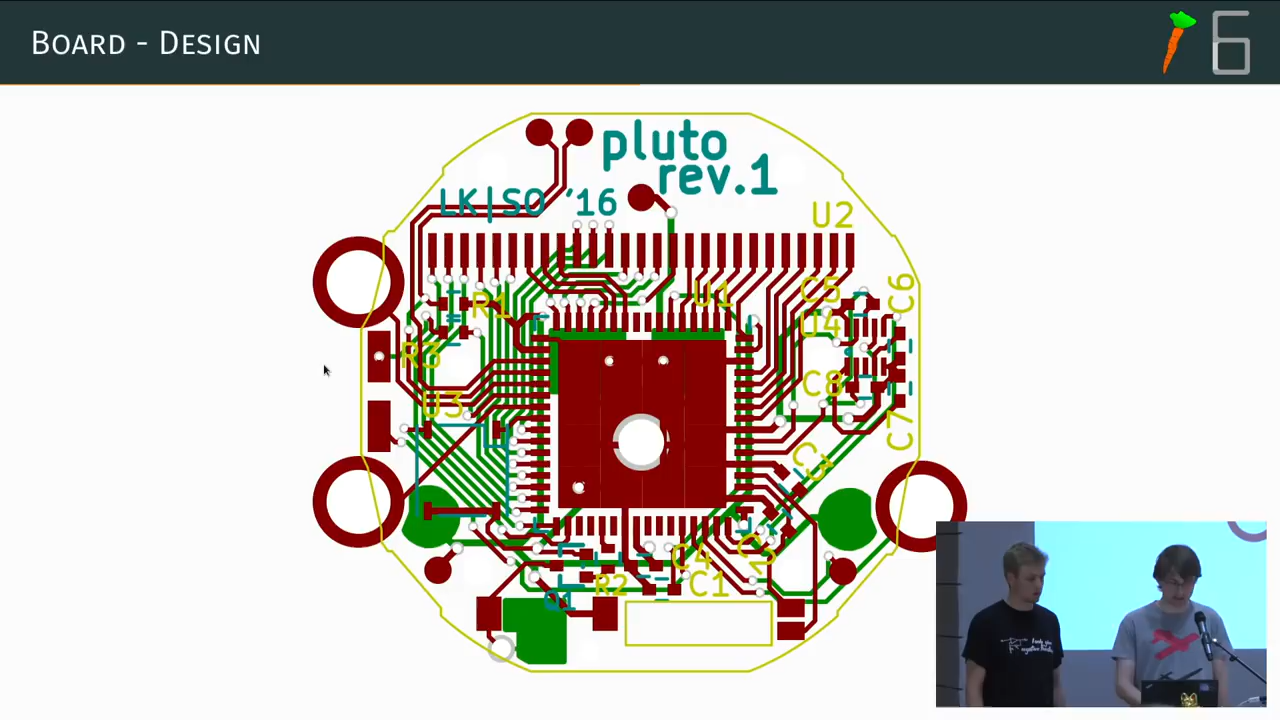 BOARD - DESIGN
6
pluto
rev.1
LK|SO '16
U2
C6
R1
U1
C5
U4
R3
C8
U3
C7
C3
C2
C4
R2
C1
Q1